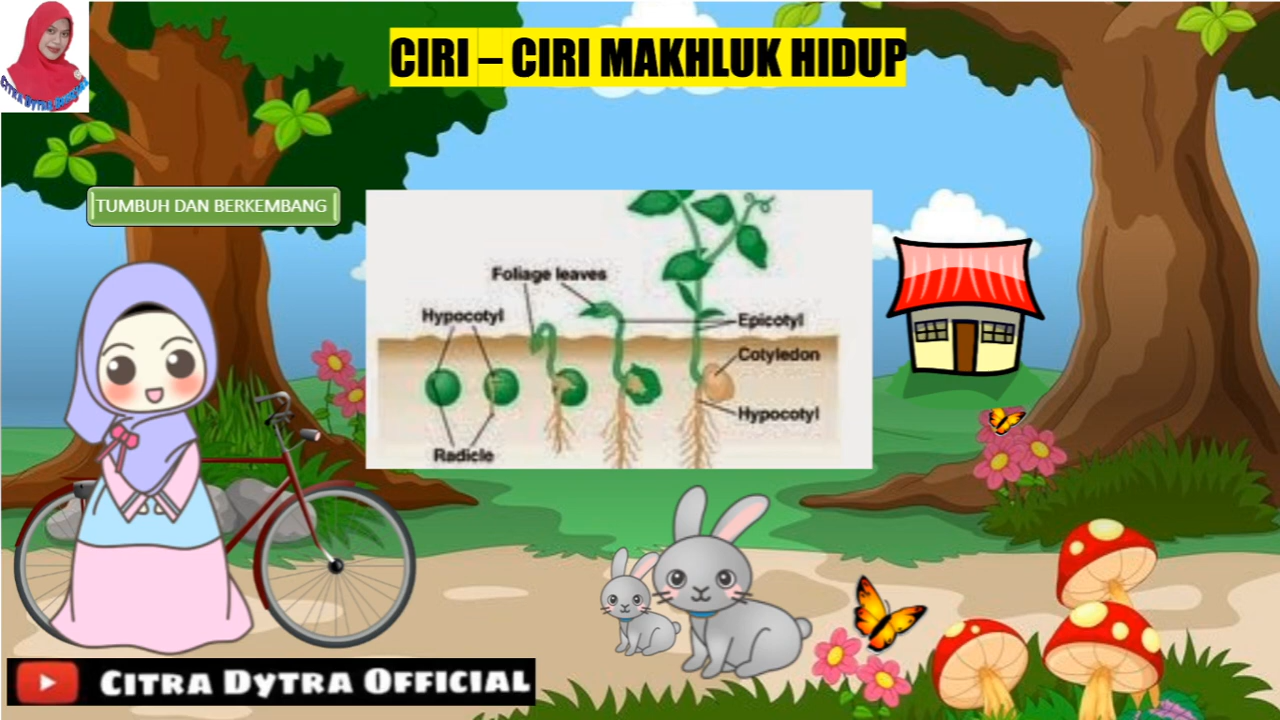 CIRI – CIRI MAKHLUK HIDUP
TUMBUH DAN BERKEMBANG
Foliage leaves
Hypocotyl
Epicotyl
Cotyledon
Hypocotyl
Radicle
CITRA DYTRA OFFICIAL